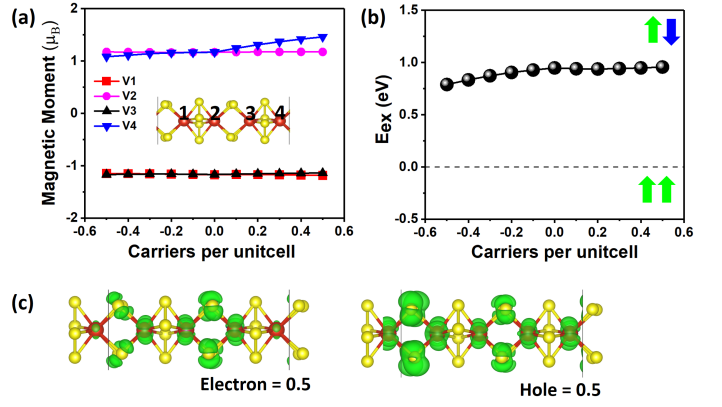 (a)
Magnetic Moment (μB)
2
1
0
-1
-2
V1
V2
V3
V4
1 2 3 4
-0.6 -0.4 -0.2 0.0 0.2 0.4 0.6
Carriers per unitcell
(b)
Eex (eV)
1.5
1.0
0.5
0.0
-0.5
-0.6 -0.4 -0.2 0.0 0.2 0.4 0.6
Carriers per unitcell
(c)
Electron = 0.5
Hole = 0.5